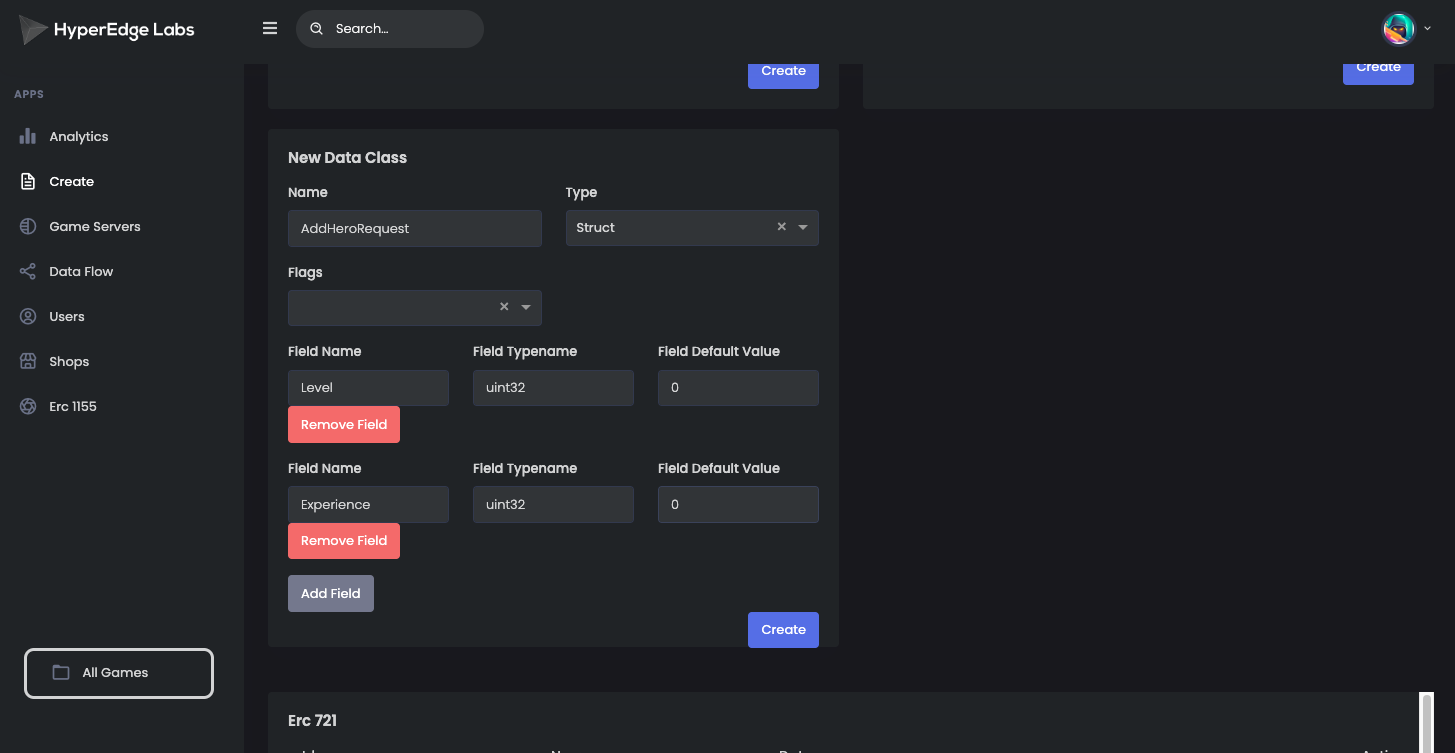 HyperEdge Labs
Search...
Create
Create
APPS
Analytics
Create
Game Servers
Data Flow
Users
Shops
Erc 1155
All Games
New Data Class
Name Type
AddHeroRequest Struct
Flags
Field Name Field Typename Field Default Value
Level uint32 0
Remove Field
Field Name Field Typename Field Default Value
Experience uint32 0
Remove Field
Add Field
Create
Erc 721